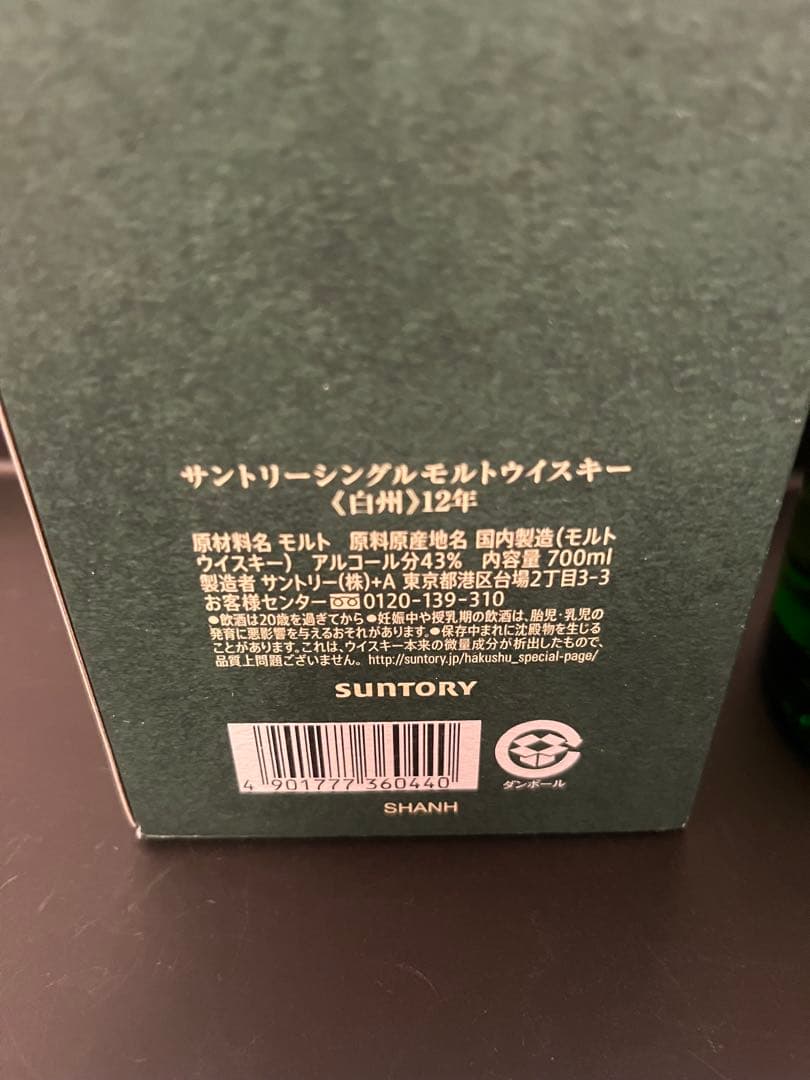 サントリーシングルモルトウイスキー
《白州》12年
原材料名 モルト 原料原産地名 国内製造(モルト
ウイスキー) アルコール分43% 内容量 700ml
製造者 サントリー(株)+A 東京都港区台場2丁目3-3
お客様センター 0120-139-310
●飲酒は20歳を過ぎてから●妊娠中や授乳期の飲酒は、胎児・乳児の
発育に悪影響を与えるおそれがあります。●保存中まれに沈殿物を生じる
ことがあります。これは、ウイスキー本来の微量成分が析出したもので、
品質上問題ございません。 http://suntory.jp/hakushu_special-page/
SUNTORY
4 901777 360440
ダンボール
SHANH